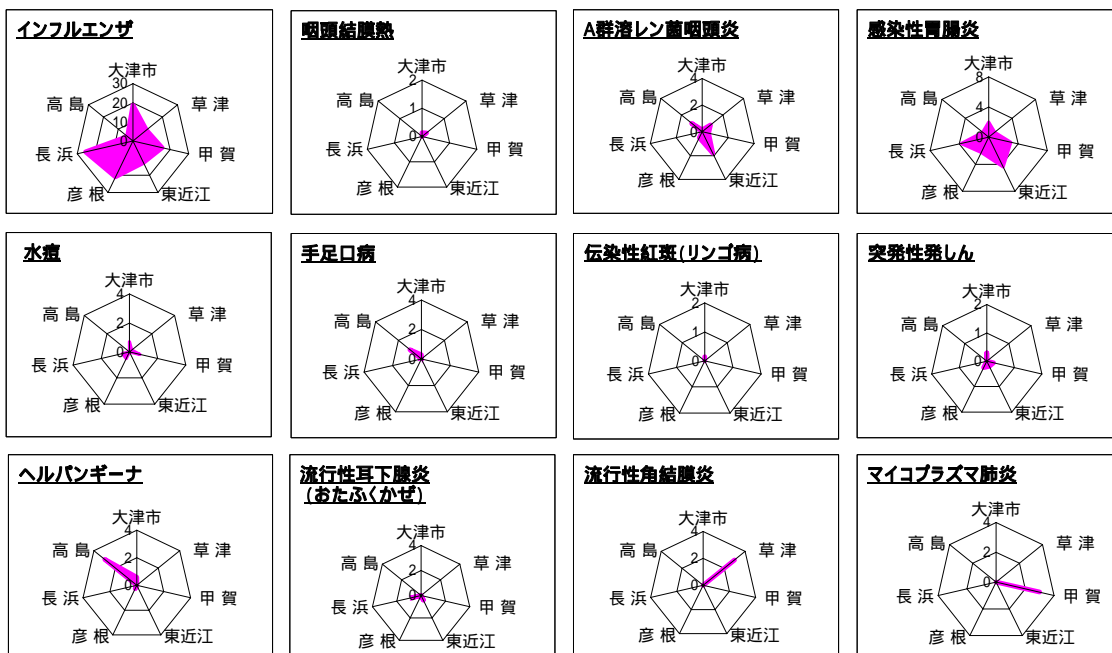 インフルエンザ
大津市
30
20
10
0
草 津
甲 賀
東近江
彦 根
長 浜
高 島
咽頭結膜熱
大津市
2
1
0
草 津
甲 賀
東近江
彦 根
長 浜
高 島
A群溶レン菌咽頭炎
大津市
4
2
0
草 津
甲 賀
東近江
彦 根
長 浜
高 島
感染性胃腸炎
大津市
8
4
0
草 津
甲 賀
東近江
彦 根
長 浜
高 島
水痘
大津市
4
2
0
草 津
甲 賀
東近江
彦 根
長 浜
高 島
手足口病
大津市
4
2
0
草 津
甲 賀
東近江
彦 根
長 浜
高 島
伝染性紅斑(リンゴ病)
大津市
2
1
0
草 津
甲 賀
東近江
彦 根
長 浜
高 島
突発性発しん
大津市
2
1
0
草 津
甲 賀
東近江
彦 根
長 浜
高 島
ヘルパンギーナ
大津市
4
2
0
草 津
甲 賀
東近江
彦 根
長 浜
高 島
流行性耳下腺炎
(おたふくかぜ)
大津市
4
2
0
草 津
甲 賀
東近江
彦 根
長 浜
高 島
流行性角結膜炎
大津市
4
2
0
草 津
甲 賀
東近江
彦 根
長 浜
高 島
マイコプラズマ肺炎
大津市
4
2
0
草 津
甲 賀
東近江
彦 根
長 浜
高 島